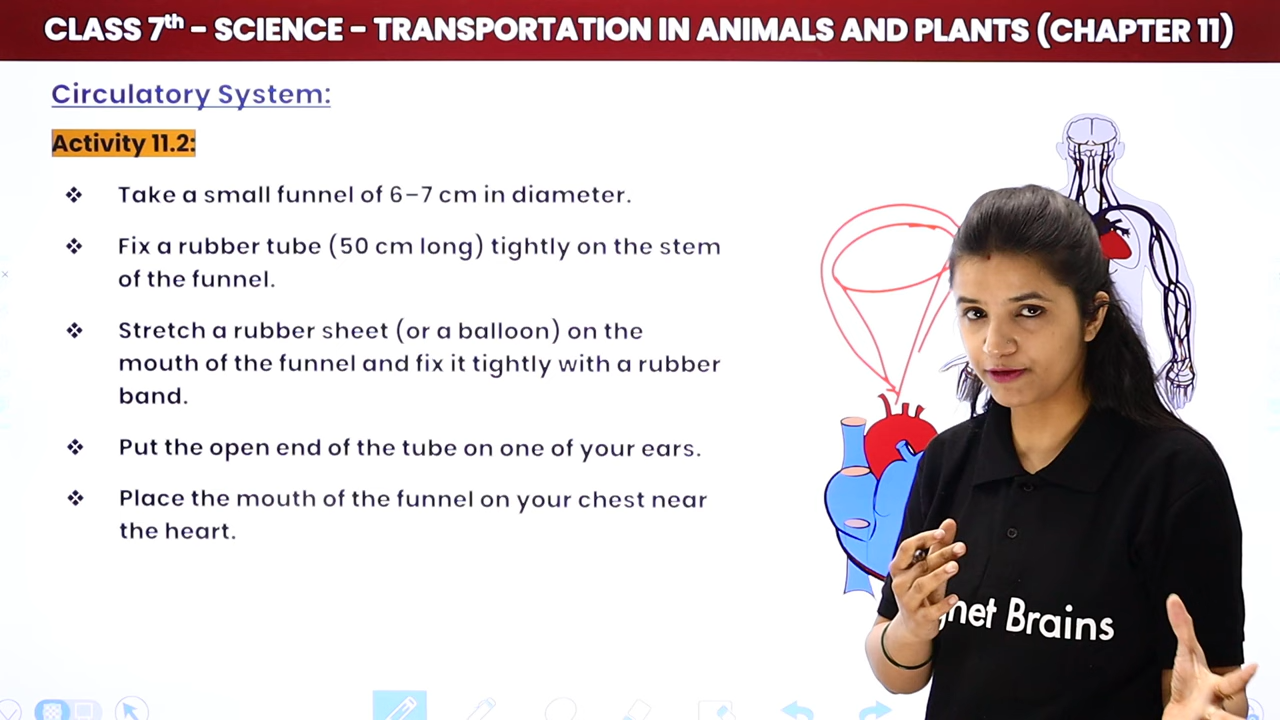 CLASS 7th - SCIENCE - TRANSPORTATION IN ANIMALS AND PLANTS (CHAPTER 11)
Circulatory System:
Activity 11.2:
❖ Take a small funnel of 6–7 cm in diameter.
❖ Fix a rubber tube (50 cm long) tightly on the stem
of the funnel.
❖ Stretch a rubber sheet (or a balloon) on the
mouth of the funnel and fix it tightly with a rubber
band.
❖ Put the open end of the tube on one of your ears.
❖ Place the mouth of the funnel on your chest near
the heart.
net Brains